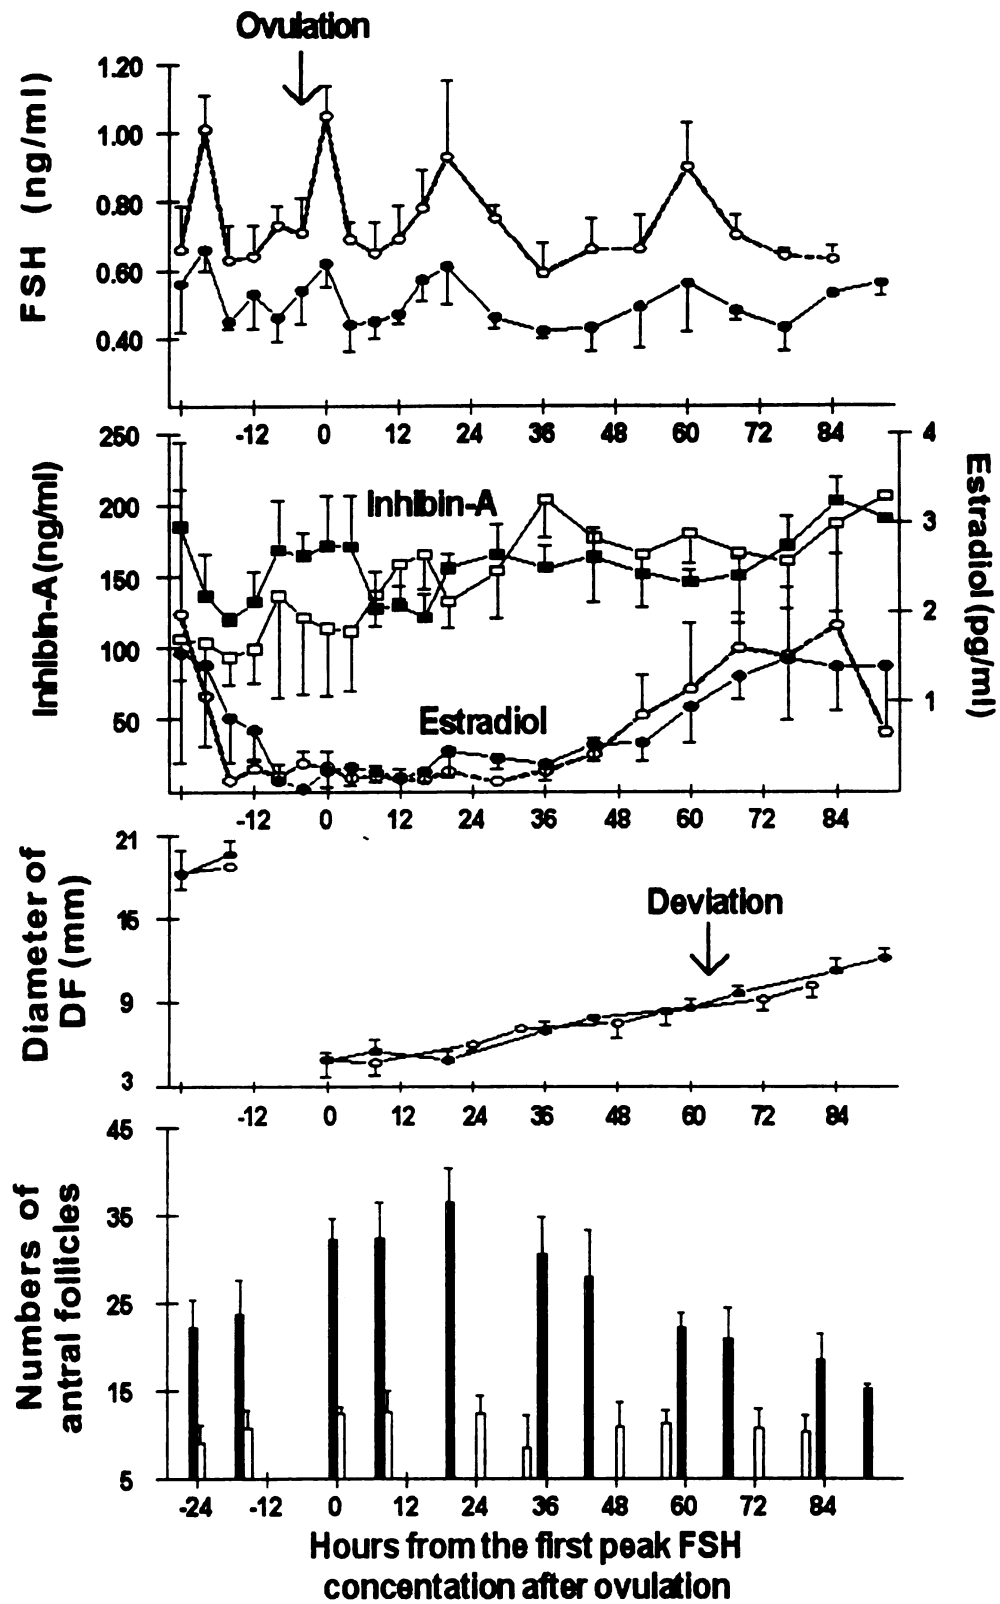 Ovulation
FSH (ng/ml)
1.20
1.00
0.80
0.60
0.40
-12 0 12 24 36 48 60 72 84
Inhibin-A(ng/ml)
250
200
150
100
50
Inhibin-A
Estradiol
4
3
2
1
Estradiol(pg/ml)
-12 0 12 24 36 48 60 72 84
Diameter of
DF (mm)
21
15
9
3
Deviation
-12 0 12 24 36 48 60 72 84
Numbers of
antral follicles
45
35
25
15
5
-24 -12 0 12 24 36 48 60 72 84
Hours from the first peak FSH
concentation after ovulation